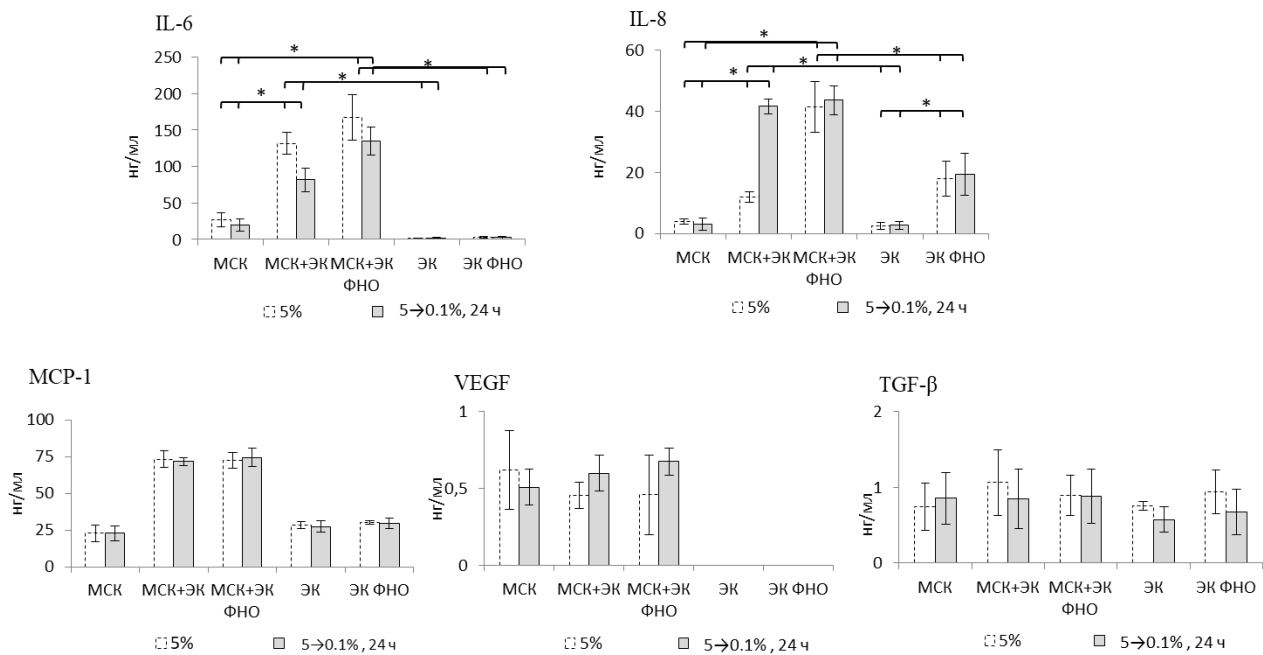 IL-6
250
200
150
100
50
0
нг/мл
* * * *
МСК МСК+ЭК МСК+ЭК ФНО ЭК ЭК ФНО
5% 5→0.1%, 24 ч
IL-8
60
40
20
0
нг/мл
* * * * *
МСК МСК+ЭК МСК+ЭК ФНО ЭК ЭК ФНО
5% 5→0.1%, 24 ч
MCP-1
100
75
50
25
0
нг/мл
МСК МСК+ЭК МСК+ЭК ФНО ЭК ЭК ФНО
5% 5→0.1% , 24 ч
VEGF
1
0,5
0
нг/мл
МСК МСК+ЭК МСК+ЭК ФНО ЭК ЭК ФНО
5% 5→0.1% , 24 ч
TGF-β
2
1
0
нг/мл
МСК МСК+ЭК МСК+ЭК ФНО ЭК ЭК ФНО
5% 5→0.1% , 24 ч